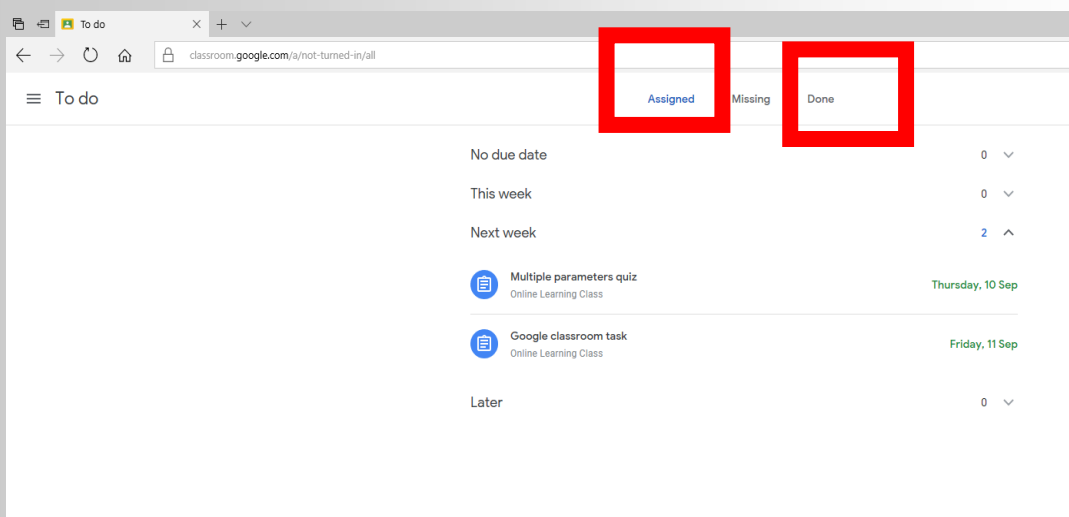 To do
classroom.google.com/a/not-turned-in/all
To do
Assigned Missing Done
No due date 0
This week 0
Next week 2
Multiple parameters quiz
Online Learning Class
Thursday, 10 Sep
Google classroom task
Online Learning Class
Friday, 11 Sep
Later 0